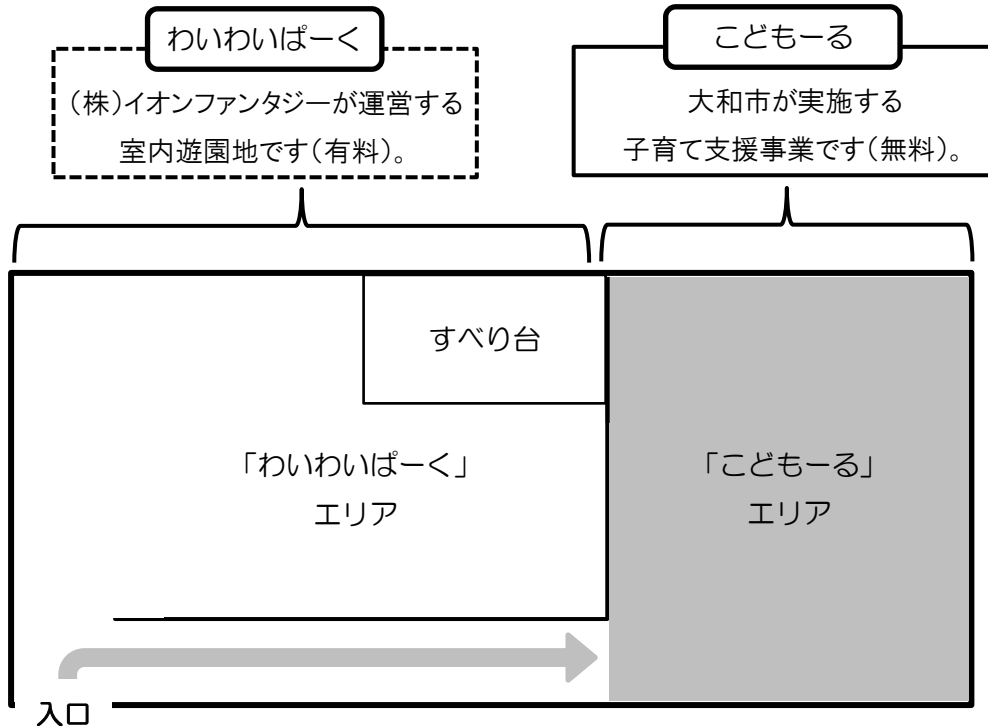 わいわいぱーく
(株)イオンファンタジーが運営する
室内遊園地です(有料)。
こどもーる
大和市が実施する
子育て支援事業です(無料)。
すべり台
「わいわいぱーく」
エリア
「こどもーる」
エリア
入口